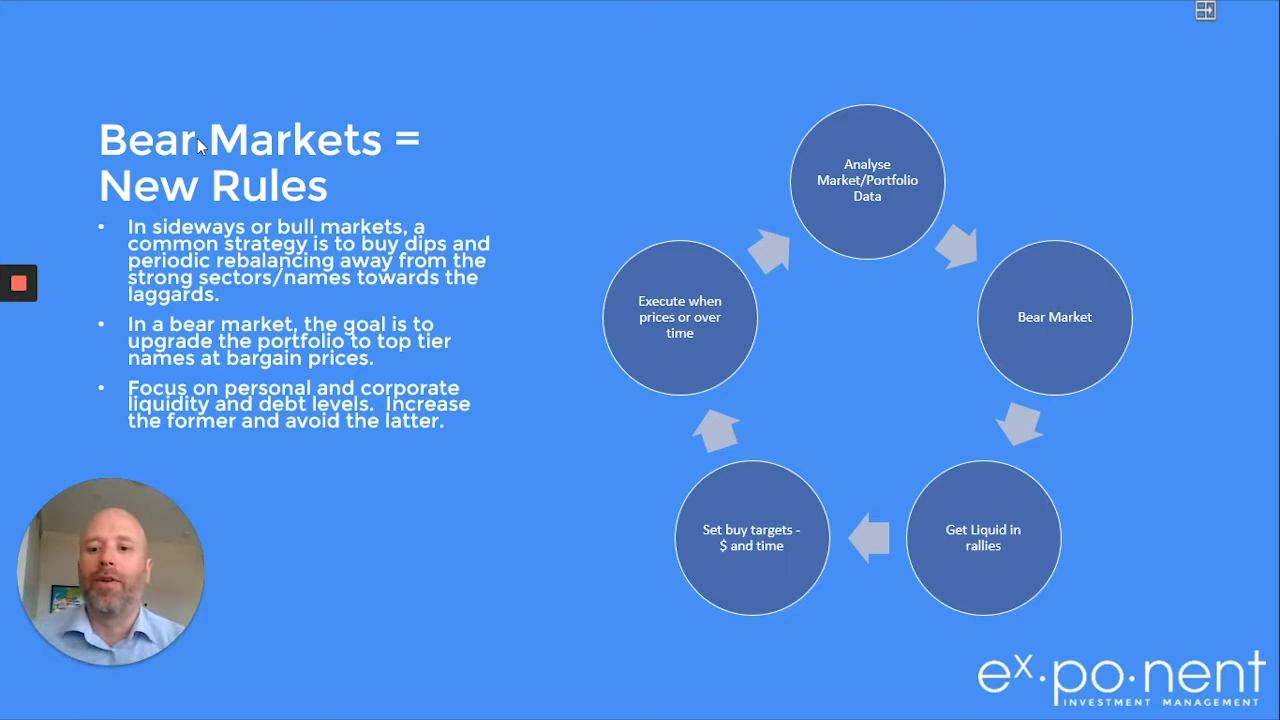 Bear Markets =
New Rules
• In sideways or bull markets, a
common strategy is to buy dips and
periodic rebalancing away from the
strong sectors/names towards the
laggards.
• In a bear market, the goal is to
upgrade the portfolio to top tier
names at bargain prices.
• Focus on personal and corporate
liquidity and debt levels. Increase
the former and avoid the latter.
Analyse
Market/Portfolio
Data
Bear Market
Get Liquid in
rallies
Set buy targets -
$ and time
Execute when
prices or over
time
ex·po·nent
INVESTMENT MANAGEMENT